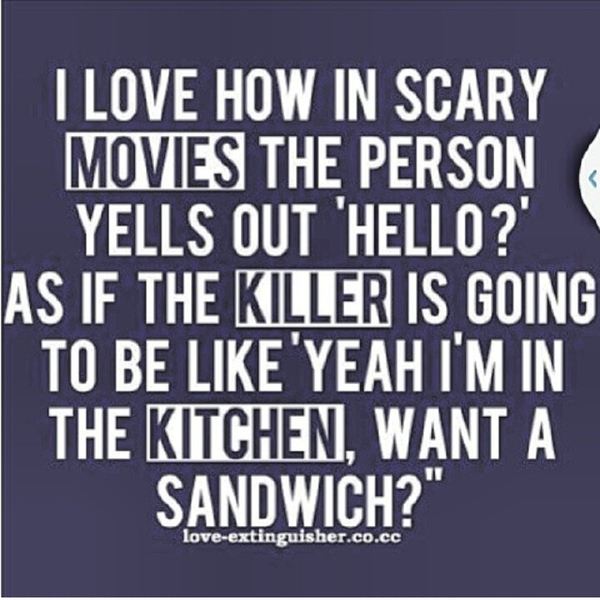 I LOVE HOW IN SCARY
MOVIES THE PERSON
YELLS OUT 'HELLO?'
AS IF THE KILLER IS GOING
TO BE LIKE 'YEAH I'M IN
THE KITCHEN, WANT A
SANDWICH?"
love-extinguisher.co.cc